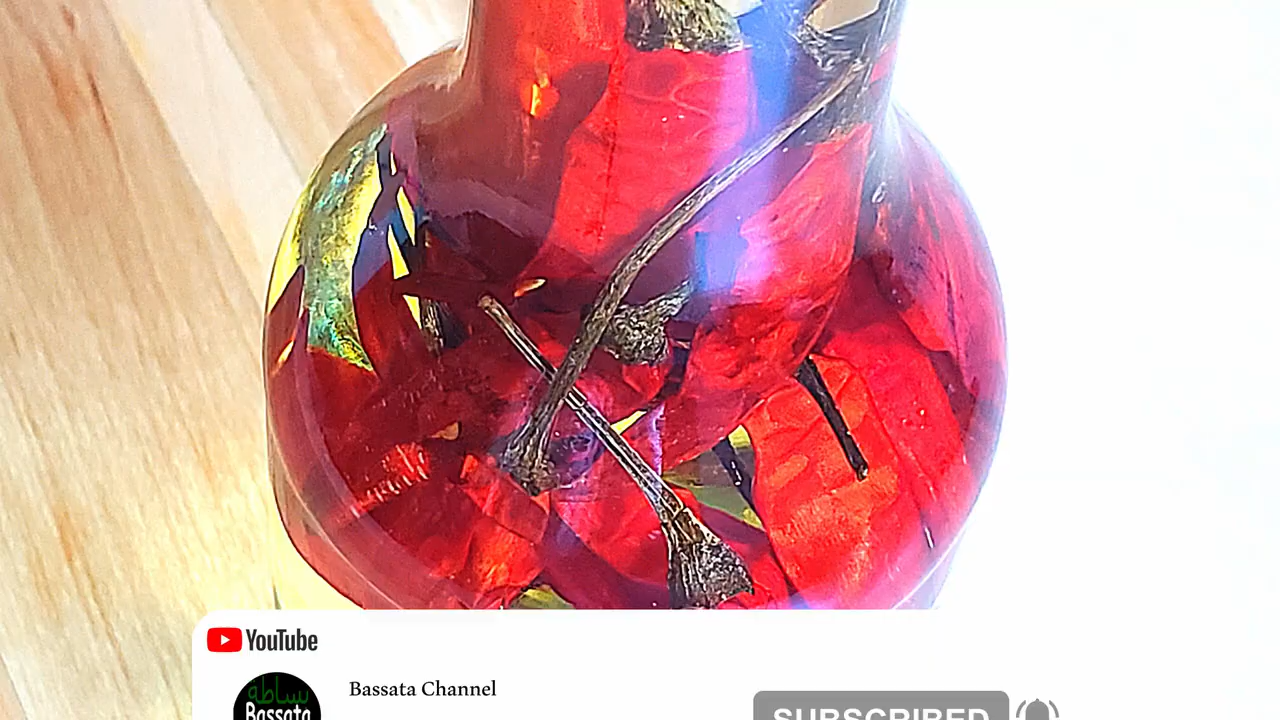 YouTube
Bassata Channel
بساطة
Bassata
SUBSCRIBED